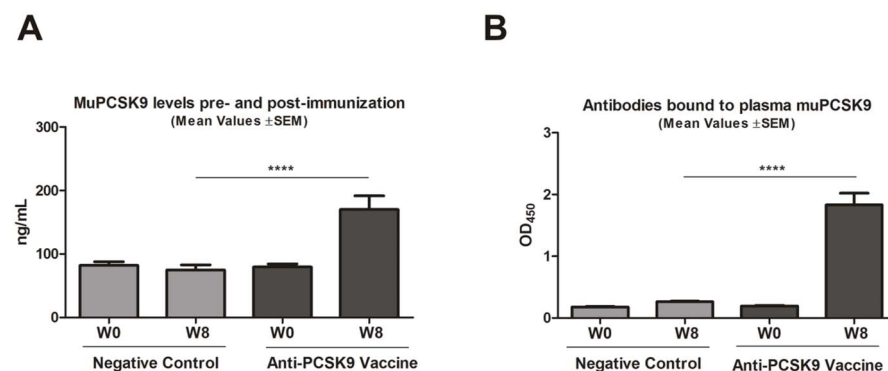 A
MuPCSK9 levels pre- and post-immunization
(Mean Values ±SEM)
300
200
100
0
ng/mL
****
W0 W8 W0 W8
Negative Control Anti-PCSK9 Vaccine
B
Antibodies bound to plasma muPCSK9
(Mean Values ±SEM)
3
2
1
0
OD450
****
W0 W8 W0 W8
Negative Control Anti-PCSK9 Vaccine